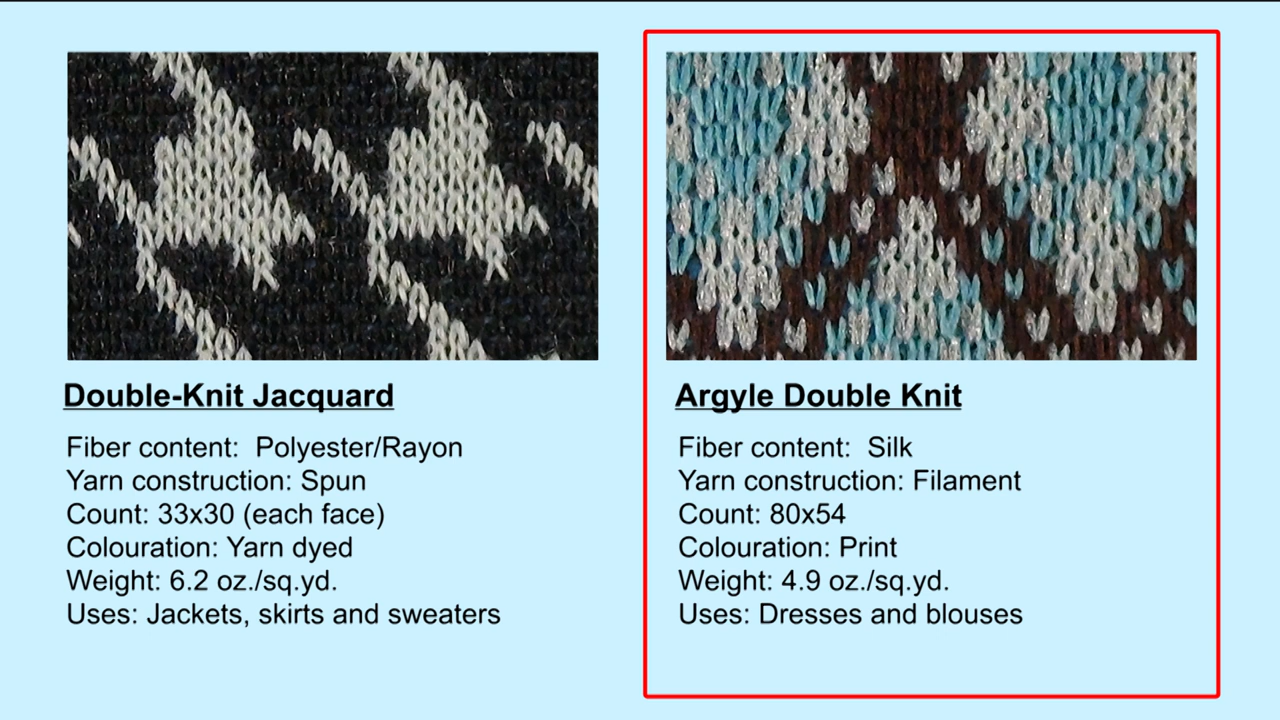 Double-Knit Jacquard
Fiber content:  Polyester/Rayon
Yarn construction: Spun
Count: 33x30 (each face)
Colouration: Yarn dyed
Weight: 6.2 oz./sq.yd.
Uses: Jackets, skirts and sweaters
Argyle Double Knit
Fiber content:  Silk
Yarn construction: Filament
Count: 80x54
Colouration: Print
Weight: 4.9 oz./sq.yd.
Uses: Dresses and blouses